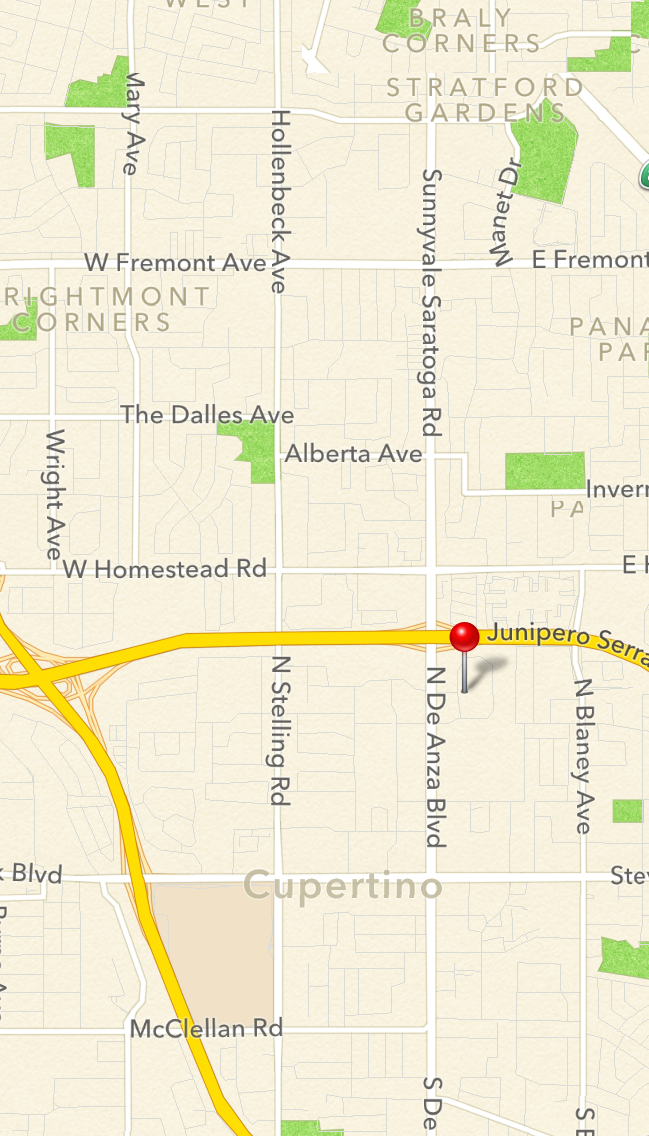 WEST
BRALY
CORNERS
STRATFORD
GARDENS
Mary Ave
Hollenbeck Ave
Sunnyvale Saratoga Rd
Manet Dr
W Fremont Ave
E Fremont
RIGHTMONT
CORNERS
PANA
PAR
The Dalles Ave
Alberta Ave
Wright Ave
Invern
PA
W Homestead Rd
E H
Junipero Serra
N Stelling Rd
N De Anza Blvd
N Blaney Ave
k Blvd
Cupertino
Stev
McClellan Rd
S De